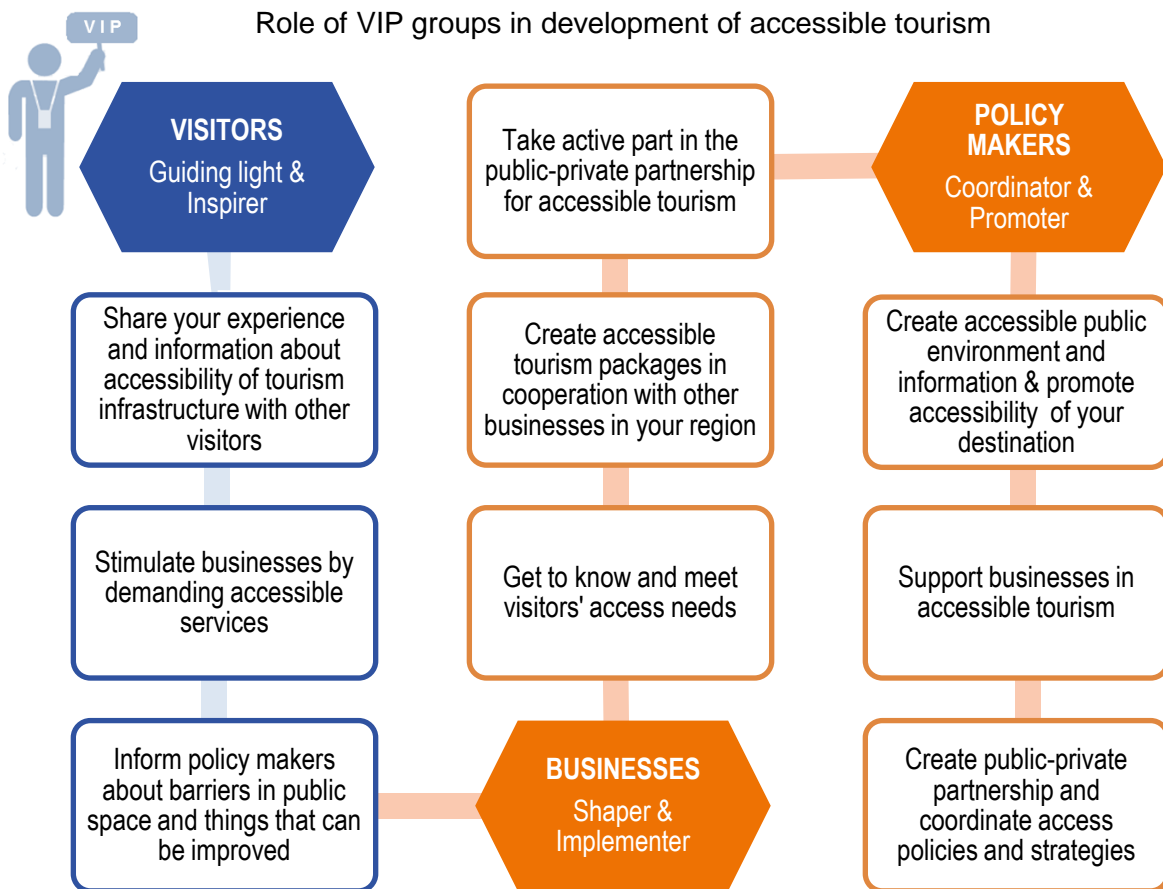 Role of VIP groups in development of accessible tourism
VIP
VISITORS
Guiding light &
Inspirer
Share your experience
and information about
accessibility of tourism
infrastructure with other
visitors
Stimulate businesses by
demanding accessible
services
Inform policy makers
about barriers in public
space and things that can
be improved
BUSINESSES
Shaper &
Implementer
Get to know and meet
visitors' access needs
Create accessible
tourism packages in
cooperation with other
businesses in your region
Take active part in the
public-private partnership
for accessible tourism
POLICY
MAKERS
Coordinator &
Promoter
Create accessible public
environment and
information & promote
accessibility of your
destination
Support businesses in
accessible tourism
Create public-private
partnership and
coordinate access
policies and strategies